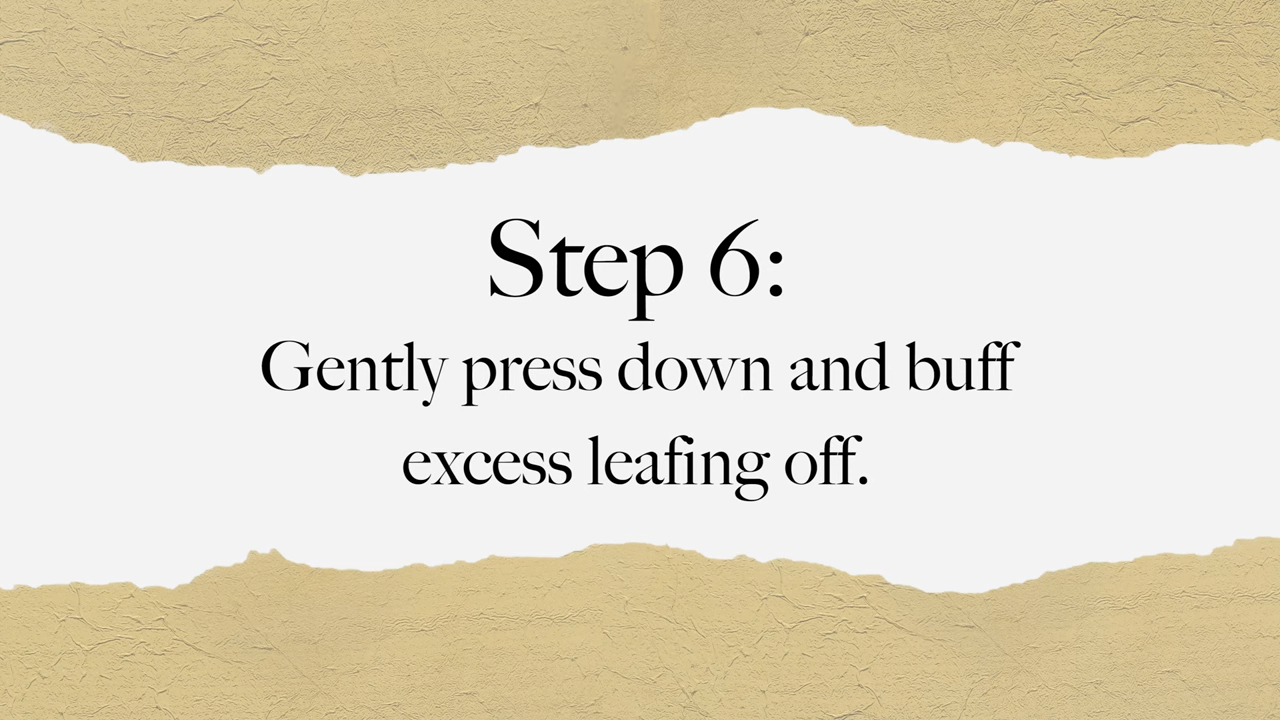 Step 6:
Gently press down and buff
excess leafing off.